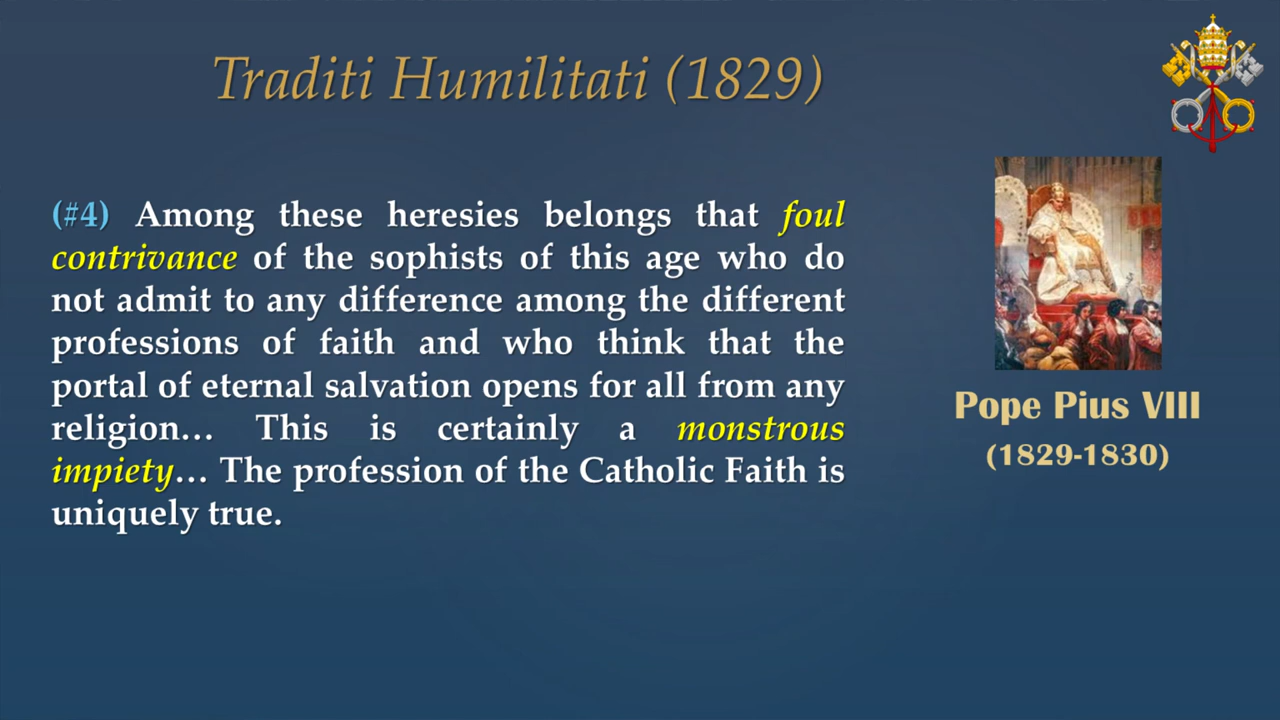 Traditi Humilitati (1829)
(#4) Among these heresies belongs that foul
contrivance of the sophists of this age who do
not admit to any difference among the different
professions of faith and who think that the
portal of eternal salvation opens for all from any
religion… This is certainly a monstrous
impiety… The profession of the Catholic Faith is
uniquely true.
Pope Pius VIII
(1829-1830)